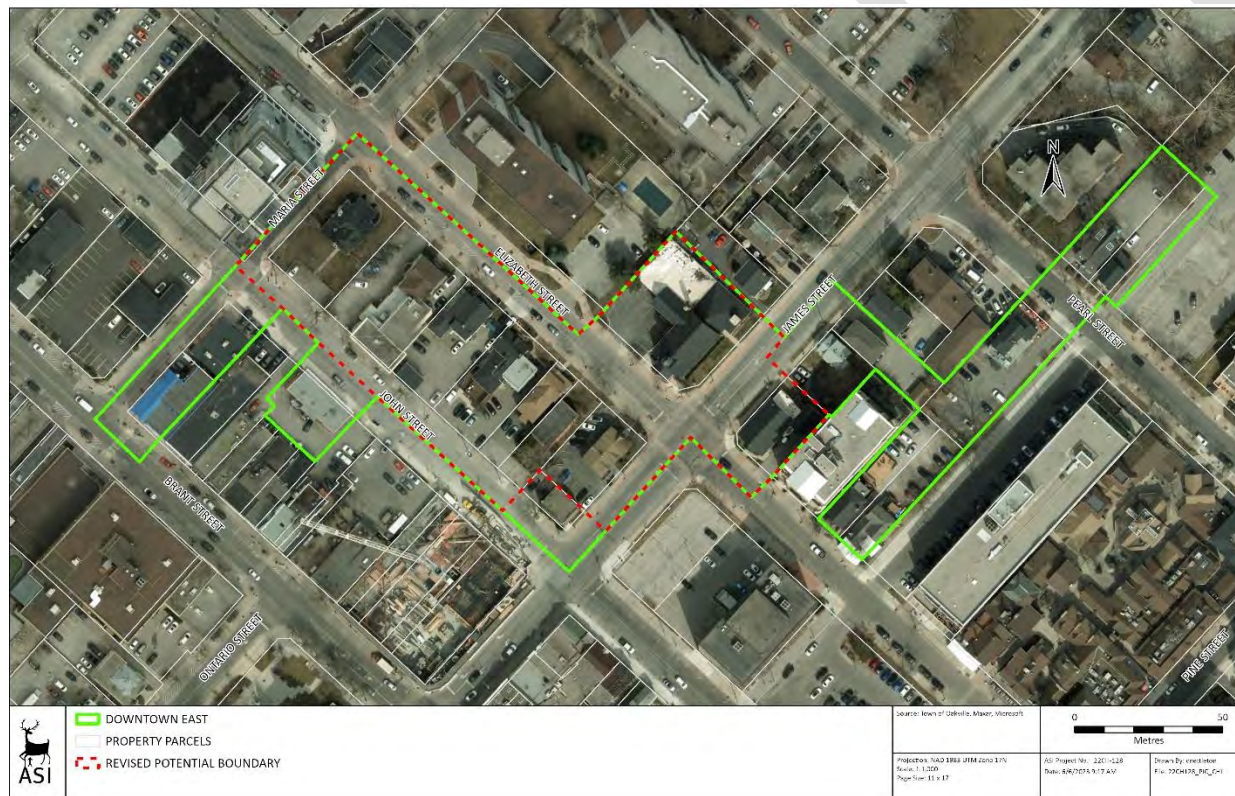 N
MARIA STREET
ELIZABETH STREET
JAMES STREET
PEARL STREET
JOHN STREET
BRANT STREET
ONTARIO STREET
PINE STREET
ASI
DOWNTOWN EAST
PROPERTY PARCELS
REVISED POTENTIAL BOUNDARY
Source: Town of Oakville, Maxar, Microsoft
0 50
Metres
Projection: NAD 1983 UTM Zone 17N
Scale: 1:1,000
Page Size: 11 x 17
ASI Project No.: 22CH-128
Date: 6/6/2023 9:17 AM
Drawn By:
File: 22CH128_PIC_CHL